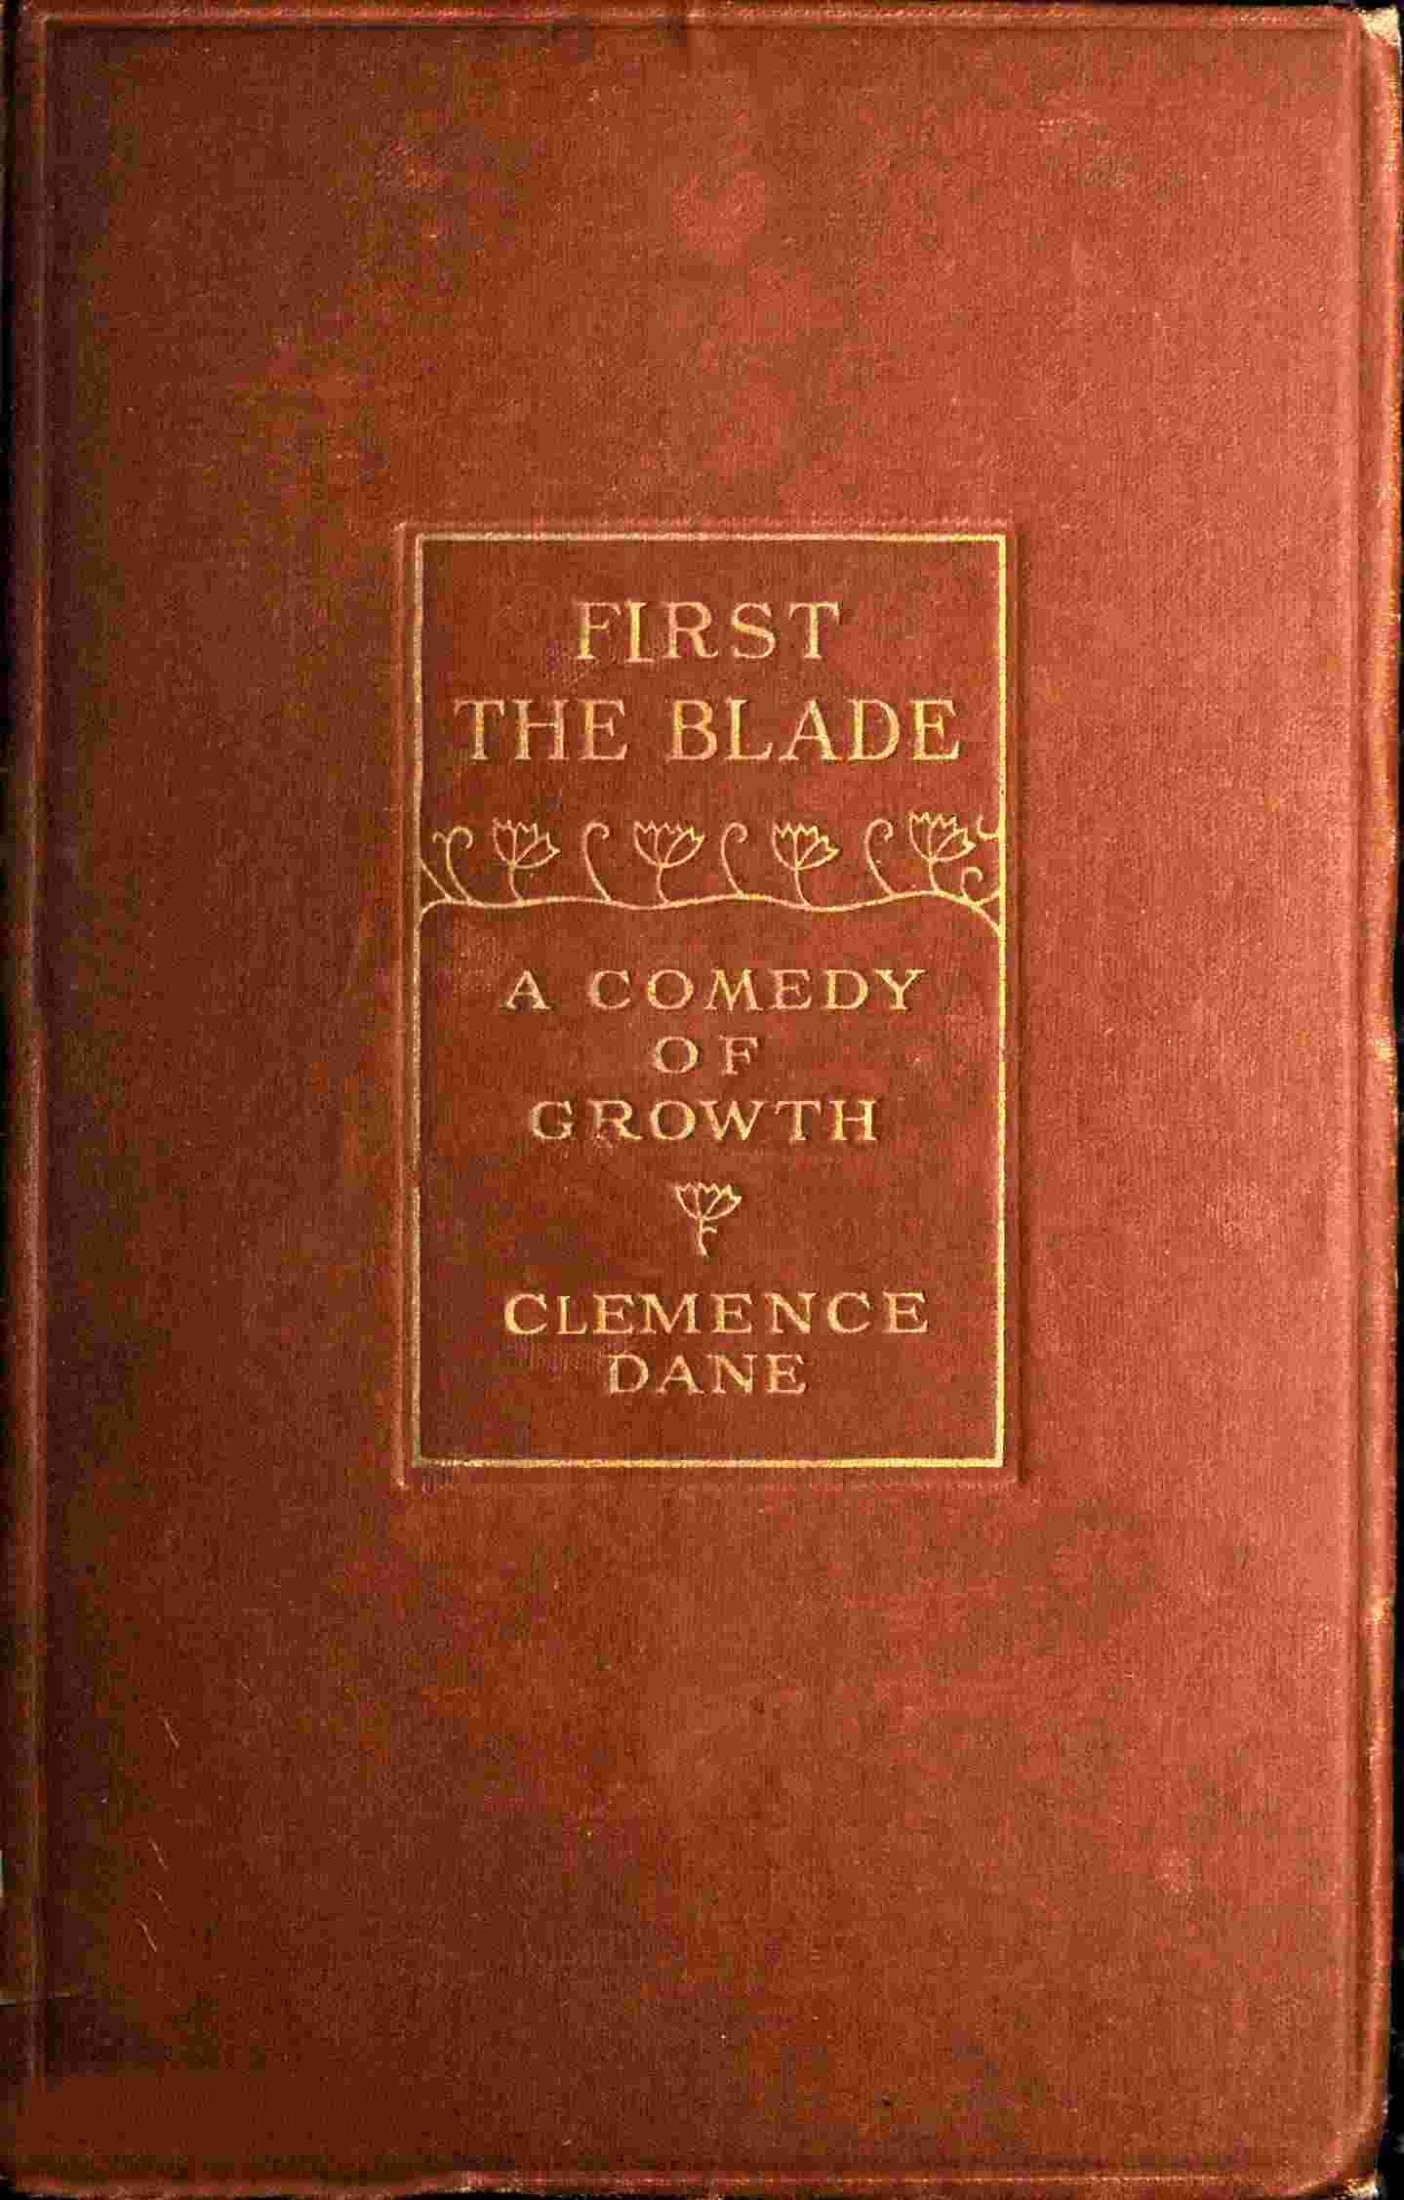 FIRST
THE BLADE
A COMEDY
OF
GROWTH
CLEMENCE
DANE